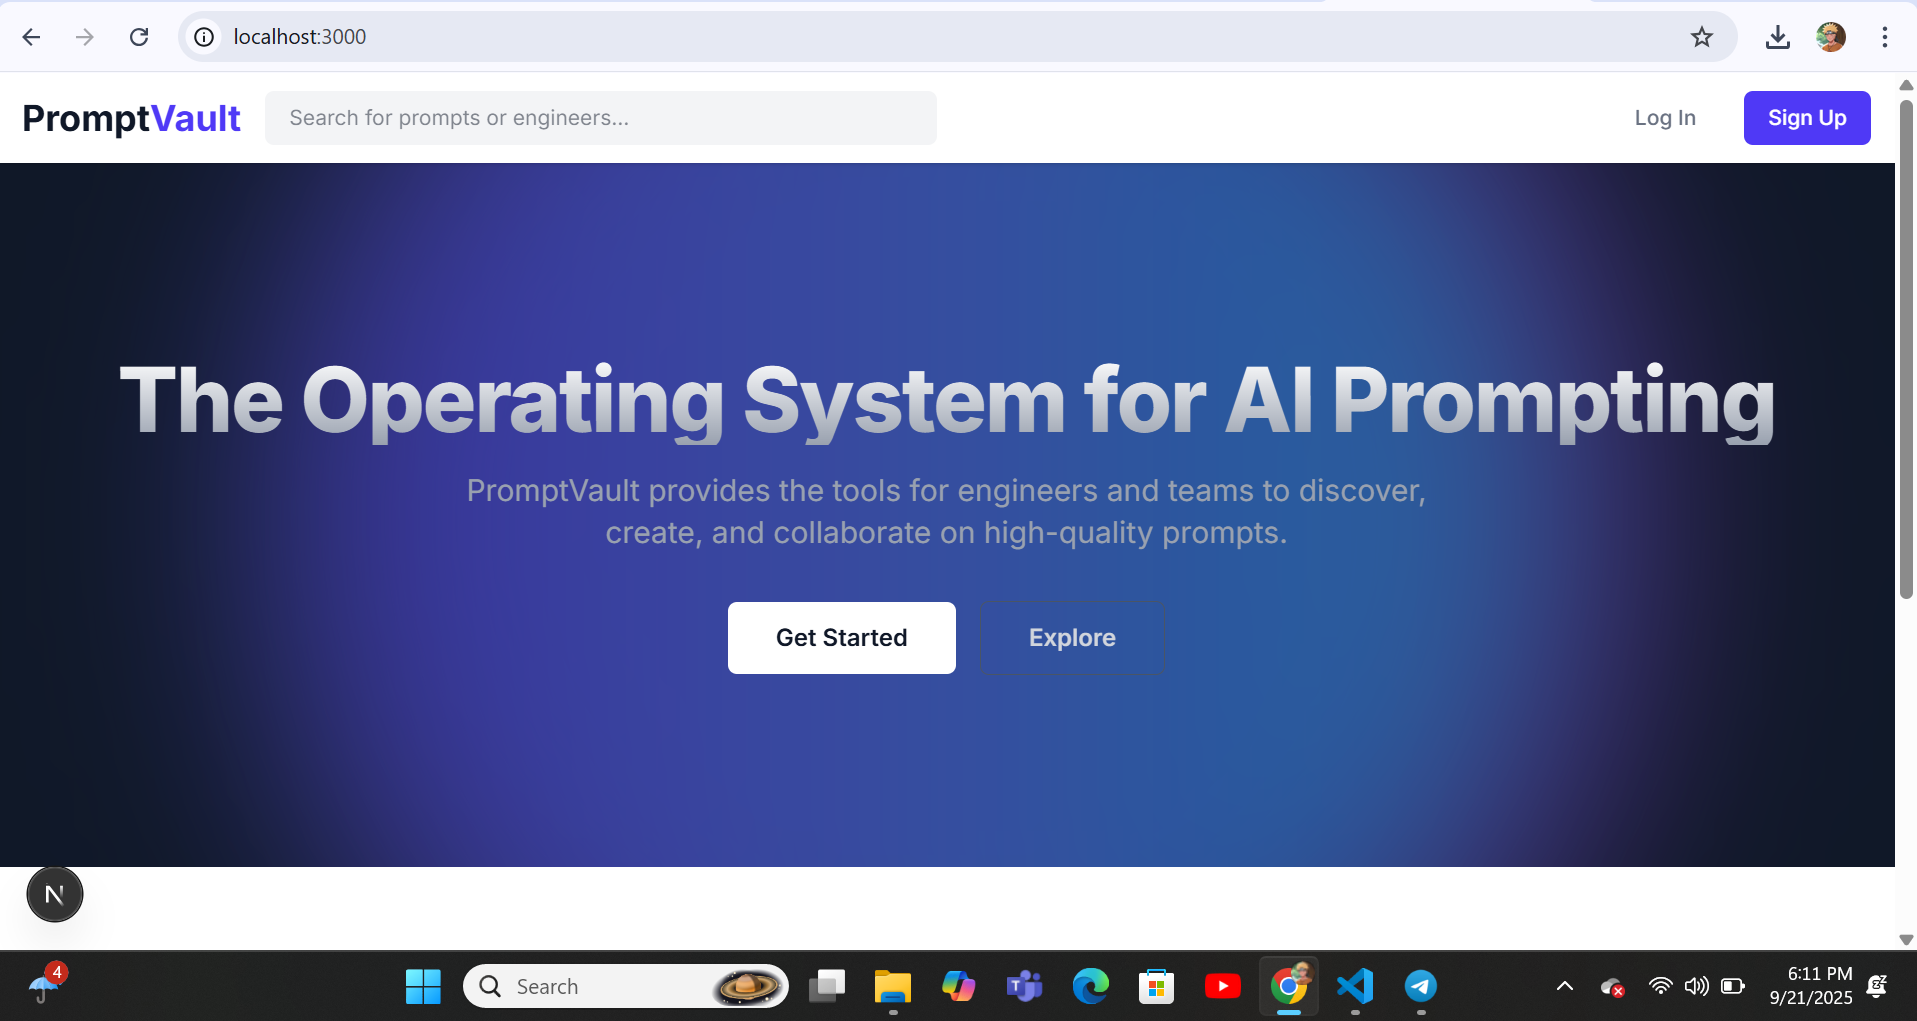 localhost:3000
PromptVault
Search for prompts or engineers...
Log In
Sign Up
The Operating System for AI Prompting
PromptVault provides the tools for engineers and teams to discover,
create, and collaborate on high-quality prompts.
Get Started
Explore
N
4
Search
T
6:11 PM
9/21/2025